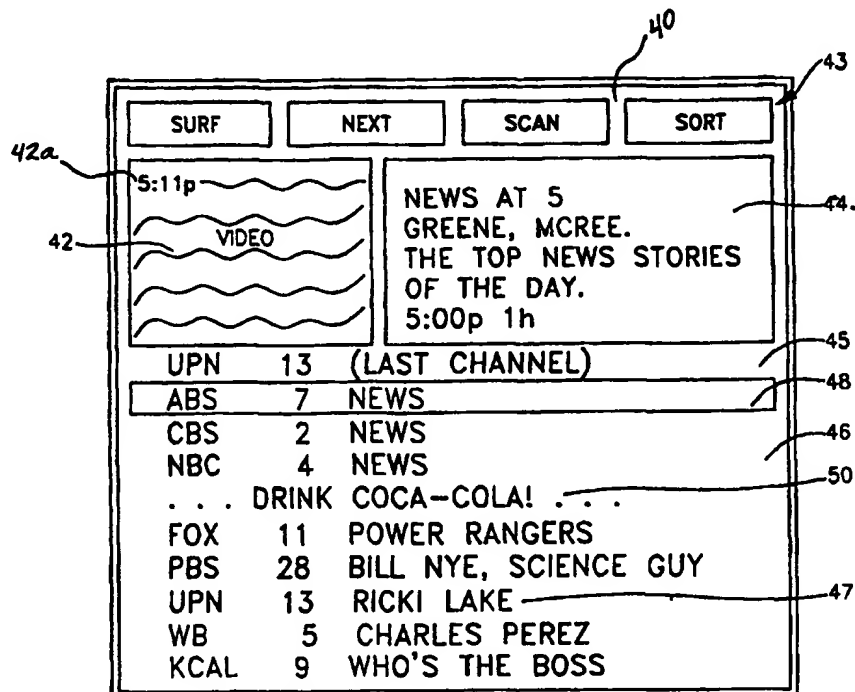 40
43
SURF NEXT SCAN SORT
42a
5:11p
42
VIDEO
NEWS AT 5
GREENE, MCREE.
THE TOP NEWS STORIES
OF THE DAY.
5:00p 1h
44.
UPN 13 (LAST CHANNEL)
45
ABS 7 NEWS
48
CBS 2 NEWS
46
NBC 4 NEWS
. . . DRINK COCA-COLA! . . .
50
FOX 11 POWER RANGERS
PBS 28 BILL NYE, SCIENCE GUY
UPN 13 RICKI LAKE
47
WB 5 CHARLES PEREZ
KCAL 9 WHO'S THE BOSS